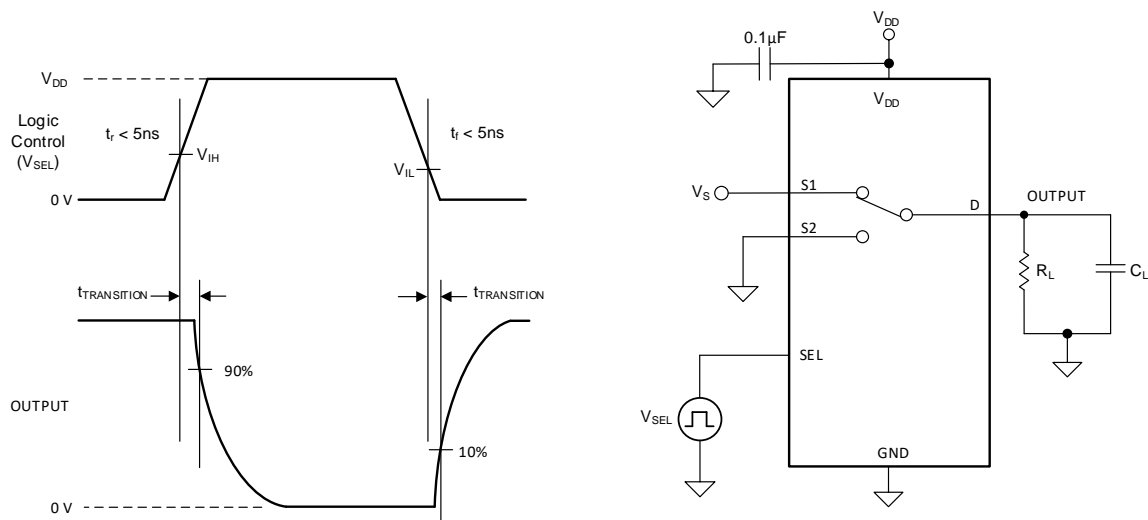 V_DD
Logic
Control
(V_SEL)
t_r < 5ns
t_f < 5ns
V_IH
V_IL
0 V
t_TRANSITION
t_TRANSITION
90%
OUTPUT
10%
0 V
V_DD
0.1µF
V_DD
V_S
S1
OUTPUT
D
S2
R_L
C_L
SEL
V_SEL
GND